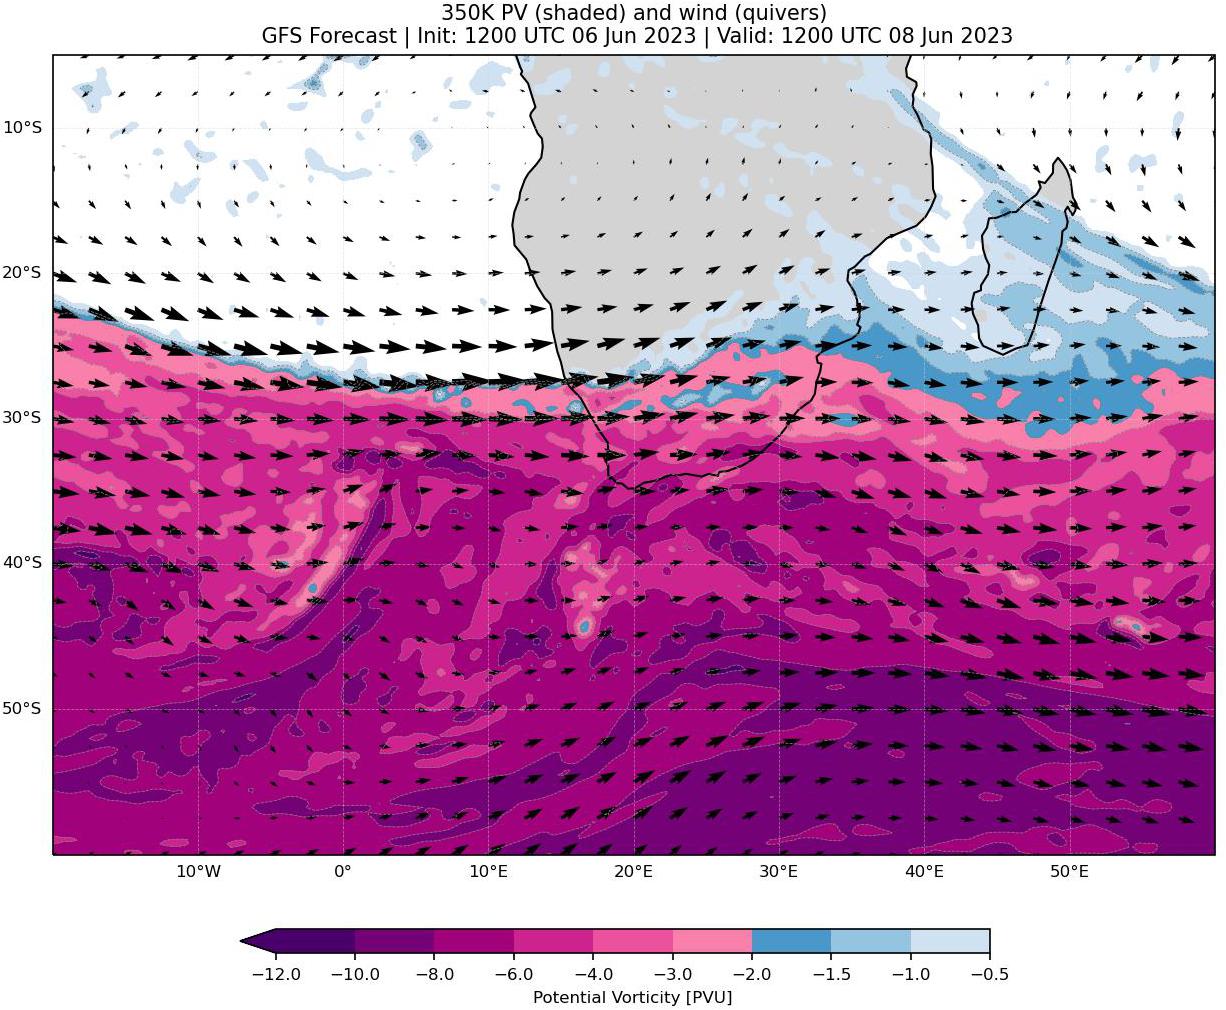 350K PV (shaded) and wind (quivers)
GFS Forecast | Init: 1200 UTC 06 Jun 2023 | Valid: 1200 UTC 08 Jun 2023
10°S
20°S
30°S
40°S
50°S
10°W 0° 10°E 20°E 30°E 40°E 50°E
−12.0 −10.0 −8.0 −6.0 −4.0 −3.0 −2.0 −1.5 −1.0 −0.5
Potential Vorticity [PVU]